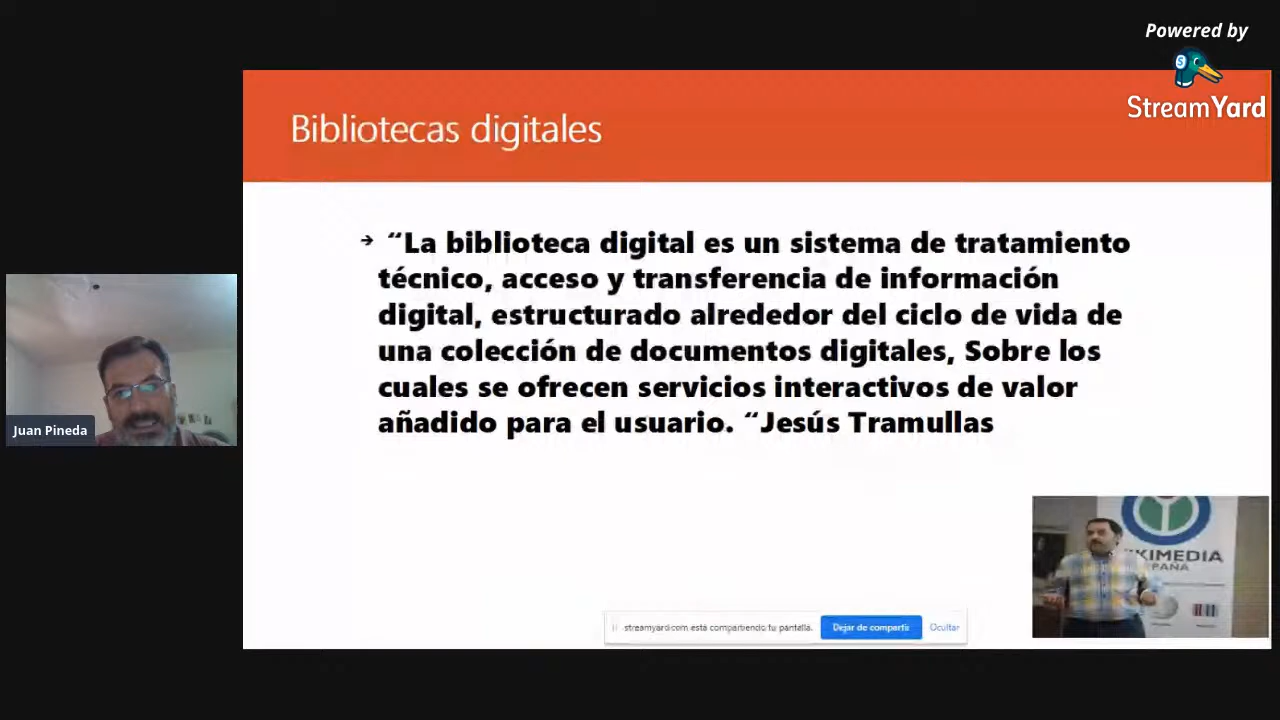 Powered by
StreamYard
Bibliotecas digitales
“La biblioteca digital es un sistema de tratamiento
técnico, acceso y transferencia de información
digital, estructurado alrededor del ciclo de vida de
una colección de documentos digitales, Sobre los
cuales se ofrecen servicios interactivos de valor
añadido para el usuario. “Jesús Tramullas
Juan Pineda
IKIMEDIA
PAÑA
streamyard.com está compartiendo tu pantalla.
Dejar de compartir
Ocultar